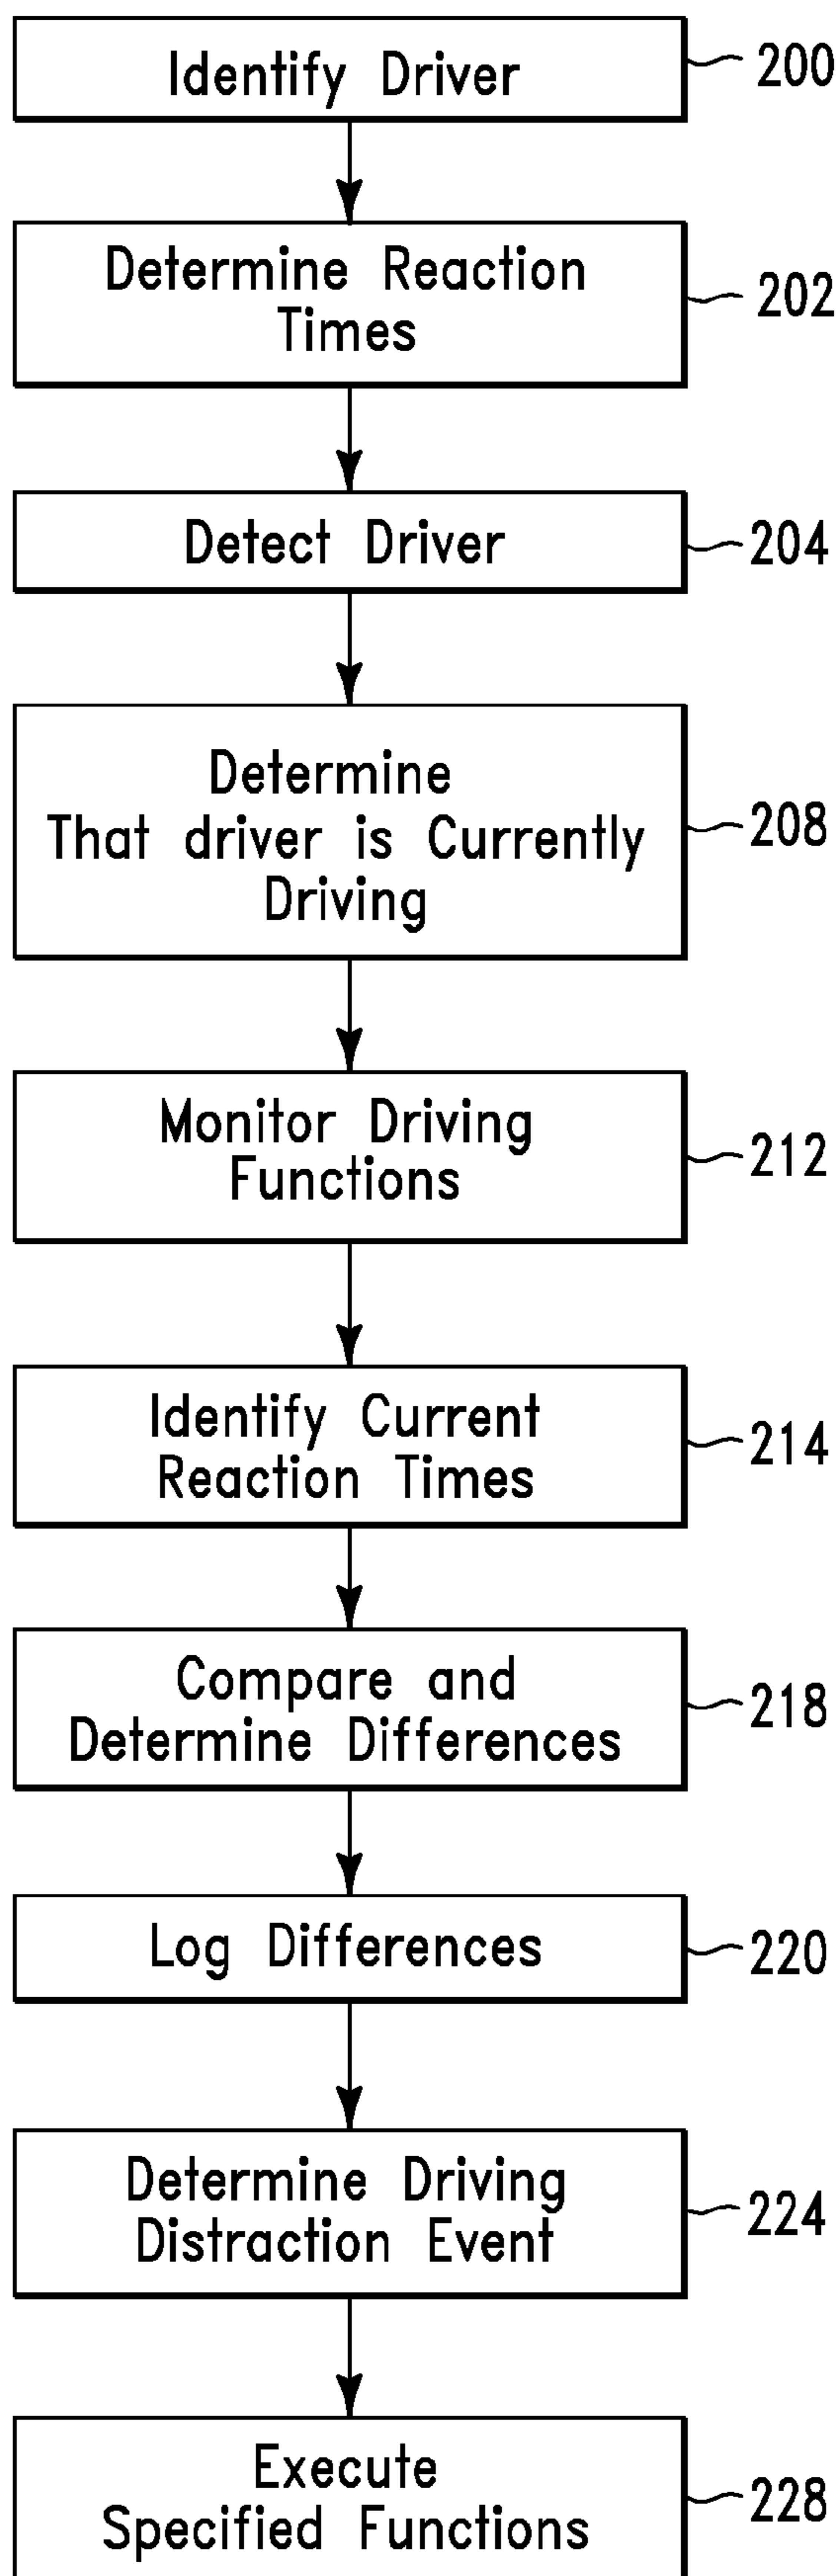 Identify Driver
200
Determine Reaction
Times
202
Detect Driver
204
Determine
That driver is Currently
Driving
208
Monitor Driving
Functions
212
Identify Current
Reaction Times
214
Compare and
Determine Differences
218
Log Differences
220
Determine Driving
Distraction Event
224
Execute
Specified Functions
228